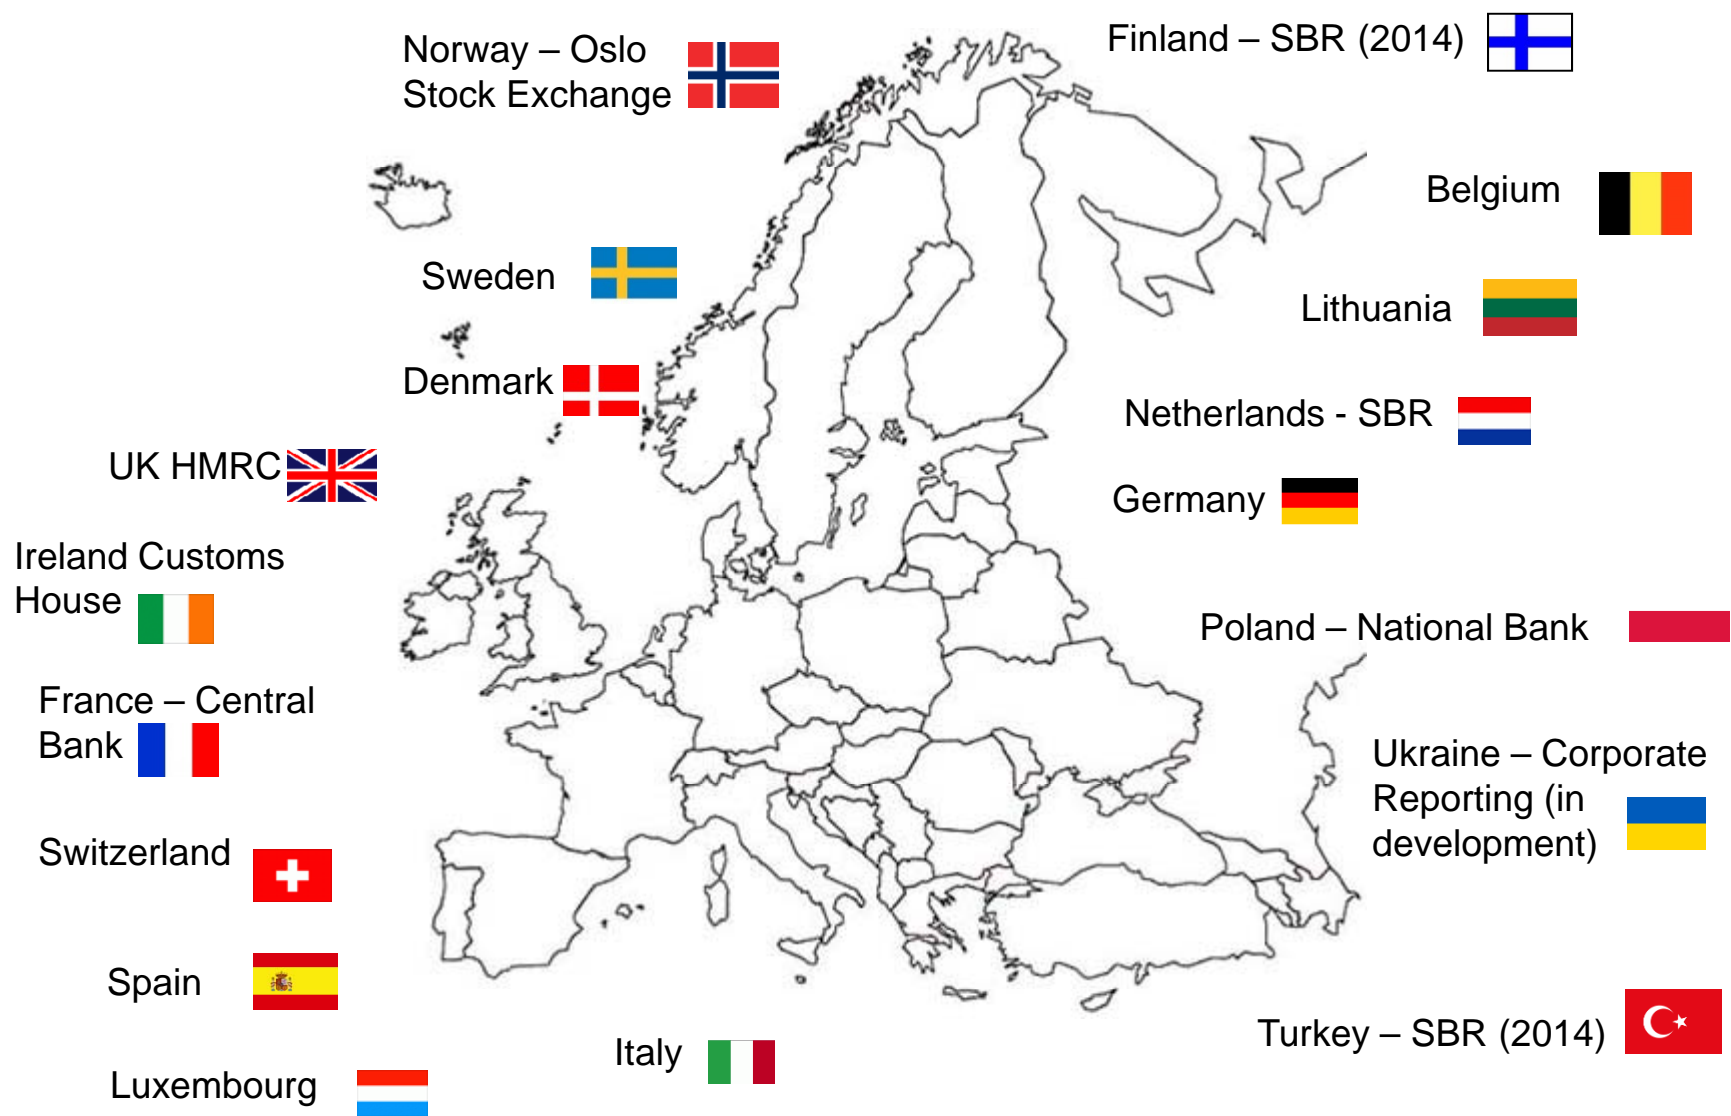 Norway – Oslo
Stock Exchange
Finland – SBR (2014)
Belgium
Sweden
Lithuania
Denmark
Netherlands - SBR
UK HMRC
Germany
Ireland Customs
House
Poland – National Bank
France – Central
Bank
Ukraine – Corporate
Reporting (in
development)
Switzerland
Spain
Turkey – SBR (2014)
Italy
Luxembourg